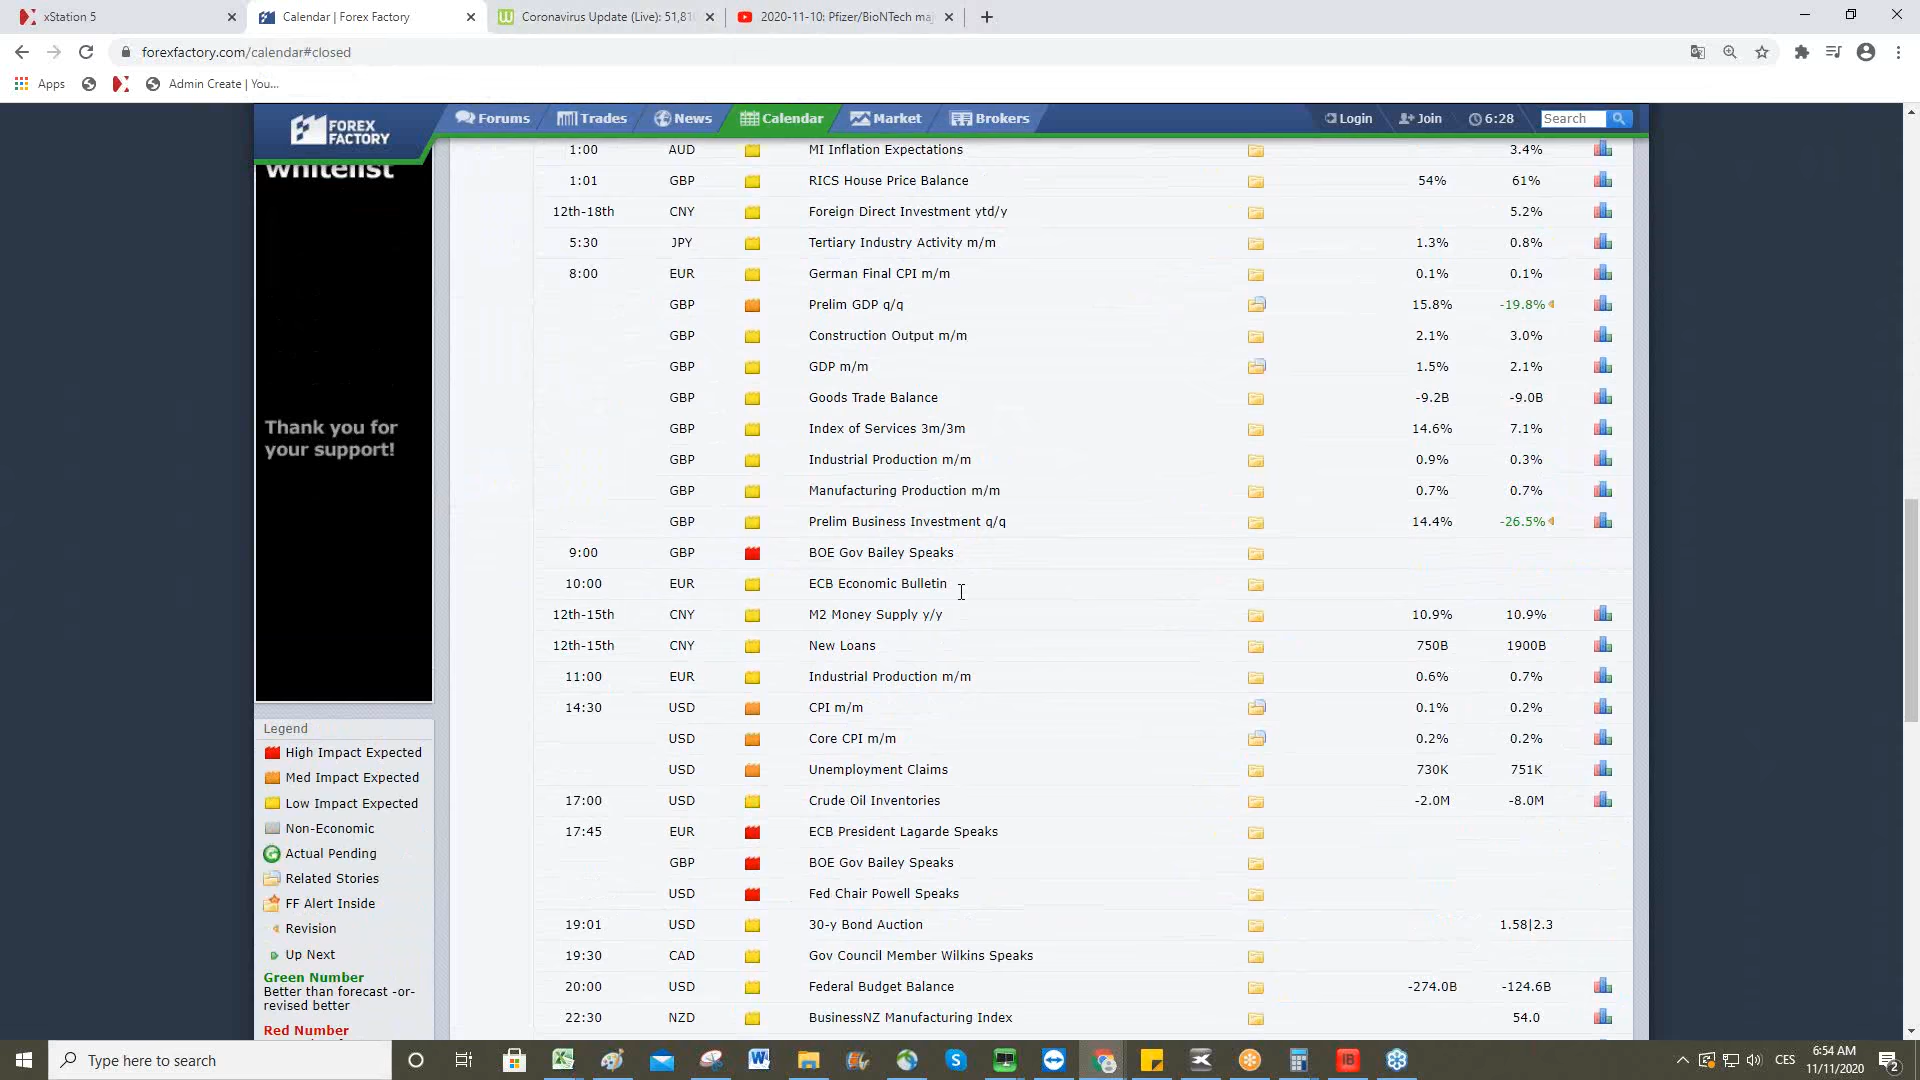 xStation 5
Calendar | Forex Factory
Coronavirus Update (Live): 51,81
2020-11-10: Pfizer/BioNTech ma
forexfactory.com/calendar#closed
Apps
Admin Create | You...
FOREX FACTORY
Forums
Trades
News
Calendar
Market
Brokers
Login
Join
6:28
Search
whitelist
Thank you for
your support!
1:00 AUD MI Inflation Expectations 3.4%
1:01 GBP RICS House Price Balance 54% 61%
12th-18th CNY Foreign Direct Investment ytd/y 5.2%
5:30 JPY Tertiary Industry Activity m/m 1.3% 0.8%
8:00 EUR German Final CPI m/m 0.1% 0.1%
GBP Prelim GDP q/q 15.8% -19.8%
GBP Construction Output m/m 2.1% 3.0%
GBP GDP m/m 1.5% 2.1%
GBP Goods Trade Balance -9.2B -9.0B
GBP Index of Services 3m/3m 14.6% 7.1%
GBP Industrial Production m/m 0.9% 0.3%
GBP Manufacturing Production m/m 0.7% 0.7%
GBP Prelim Business Investment q/q 14.4% -26.5%
9:00 GBP BOE Gov Bailey Speaks
10:00 EUR ECB Economic Bulletin
12th-15th CNY M2 Money Supply y/y 10.9% 10.9%
12th-15th CNY New Loans 750B 1900B
11:00 EUR Industrial Production m/m 0.6% 0.7%
14:30 USD CPI m/m 0.1% 0.2%
USD Core CPI m/m 0.2% 0.2%
USD Unemployment Claims 730K 751K
17:00 USD Crude Oil Inventories -2.0M -8.0M
17:45 EUR ECB President Lagarde Speaks
GBP BOE Gov Bailey Speaks
USD Fed Chair Powell Speaks
19:01 USD 30-y Bond Auction 1.58|2.3
19:30 CAD Gov Council Member Wilkins Speaks
20:00 USD Federal Budget Balance -274.0B -124.6B
22:30 NZD BusinessNZ Manufacturing Index 54.0
Legend
High Impact Expected
Med Impact Expected
Low Impact Expected
Non-Economic
Actual Pending
Related Stories
FF Alert Inside
Revision
Up Next
Green Number
Better than forecast -or-
revised better
Red Number
Type here to search
CES
6:54 AM
11/11/2020
2